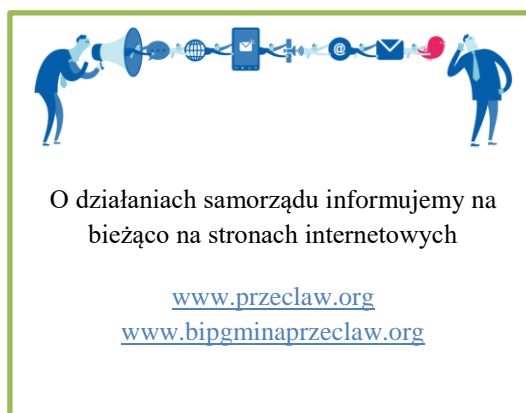 O działaniach samorządu informujemy na
bieżąco na stronach internetowych
www.przeclaw.org
www.bipgminaprzeclaw.org